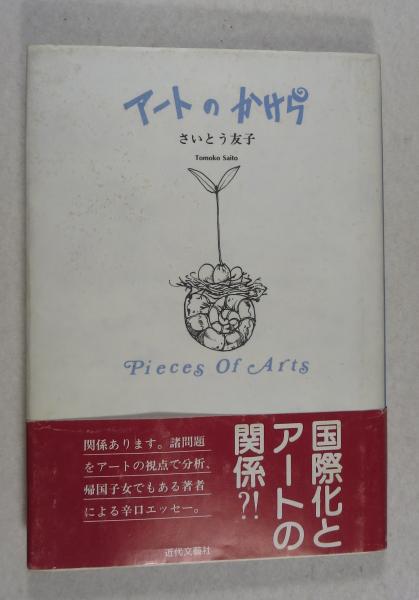 アートのかけら
さいとう友子
Tomoko Saito
Pieces Of Arts
国際化と
アートの
関係?!
関係あります。諸問題
をアートの視点で分析、
帰国子女でもある著者
による辛口エッセー。
近代文藝社